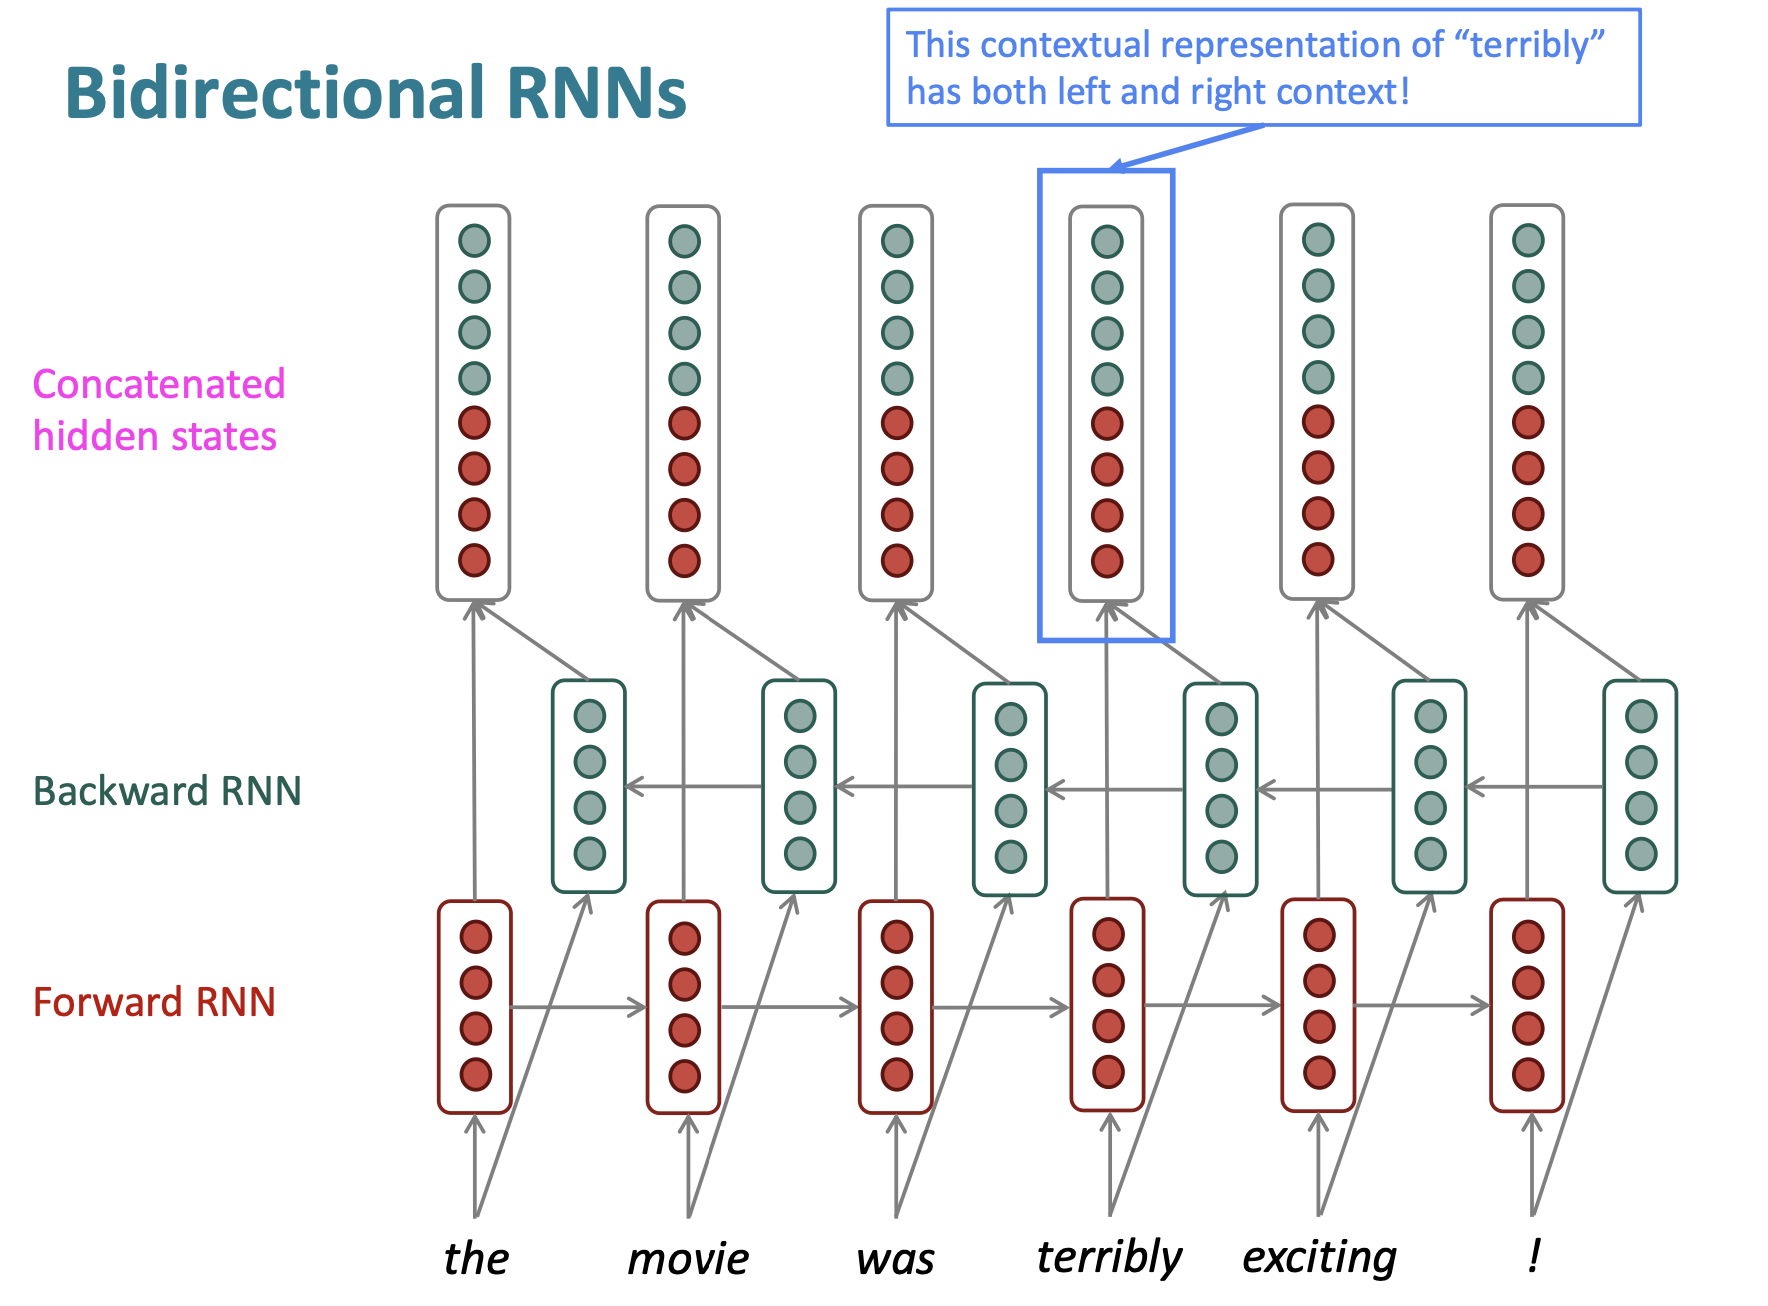 Bidirectional RNNs
This contextual representation of “terribly”
has both left and right context!
Concatenated
hidden states
Backward RNN
Forward RNN
the movie was terribly exciting !